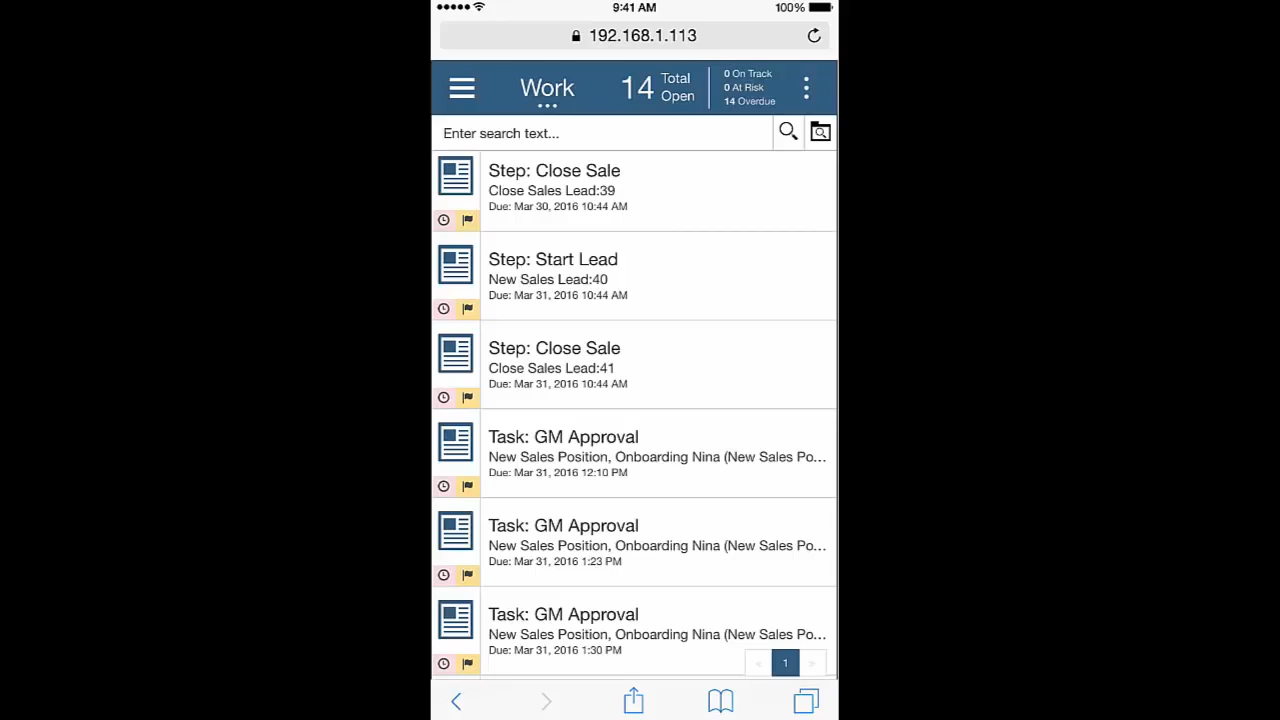 9:41 AM
100%
192.168.1.113
Work
14 Total Open
0 On Track
0 At Risk
14 Overdue
Enter search text...
Step: Close Sale
Close Sales Lead:39
Due: Mar 30, 2016 10:44 AM
Step: Start Lead
New Sales Lead:40
Due: Mar 31, 2016 10:44 AM
Step: Close Sale
Close Sales Lead:41
Due: Mar 31, 2016 10:44 AM
Task: GM Approval
New Sales Position, Onboarding Nina (New Sales Po...
Due: Mar 31, 2016 12:10 PM
Task: GM Approval
New Sales Position, Onboarding Nina (New Sales Po...
Due: Mar 31, 2016 1:23 PM
Task: GM Approval
New Sales Position, Onboarding Nina (New Sales Po...
Due: Mar 31, 2016 1:30 PM
« 1 »